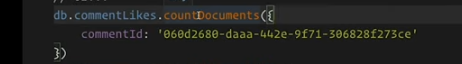 db.commentLikes.countDocuments({
    commentId: '060d2680-daaa-442e-9f71-306828f273ce'
})